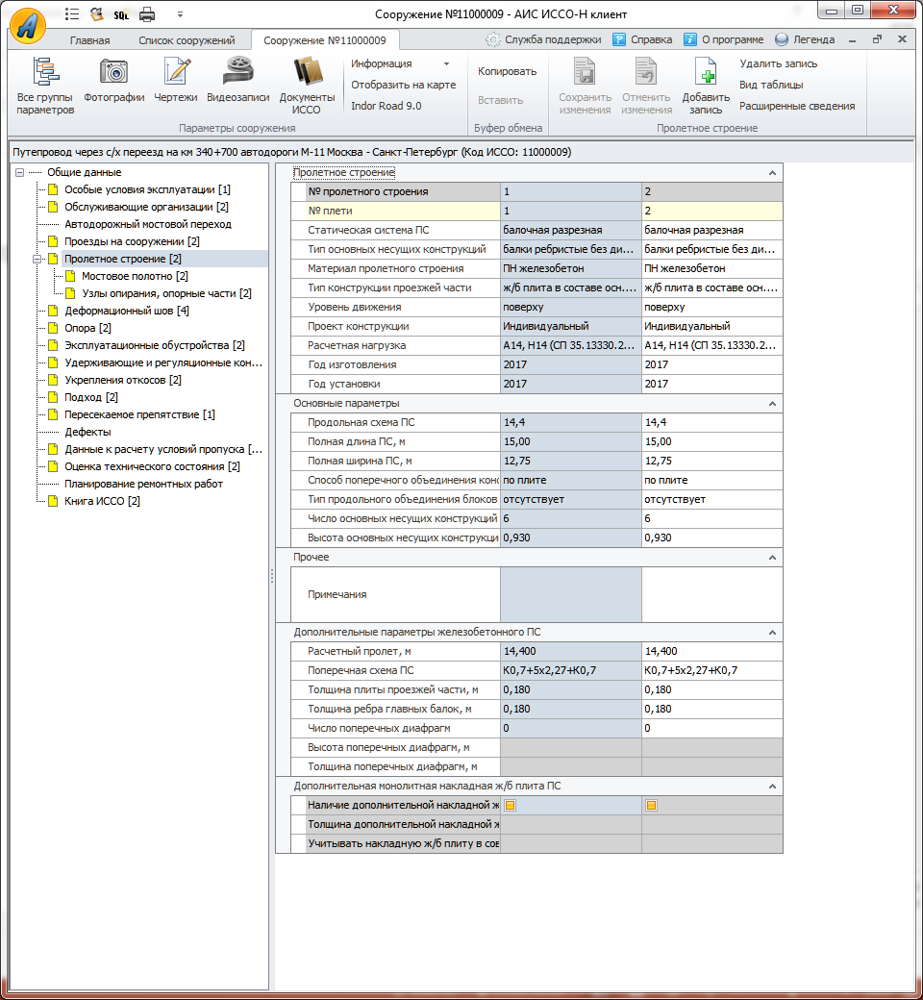 SQL
Сооружение №11000009 - АИС ИССО-Н клиент
Главная
Список сооружений
Сооружение №11000009
Служба поддержки
Справка
О программе
Легенда
Все группы параметров
Фотографии
Чертежи
Видеозаписи
Документы ИССО
Информация
Отобразить на карте
Indor Road 9.0
Параметры сооружения
Копировать
Вставить
Буфер обмена
Сохранить изменения
Отменить изменения
Добавить запись
Удалить запись
Вид таблицы
Расширенные сведения
Пролетное строение
Путепровод через с/х переезд на км 340+700 автодороги М-11 Москва - Санкт-Петербург (Код ИССО: 11000009)
Общие данные
Особые условия эксплуатации [1]
Обслуживающие организации [2]
Автодорожный мостовой переход
Проезды на сооружении [2]
Пролетное строение [2]
Мостовое полотно [2]
Узлы опирания, опорные части [2]
Деформационный шов [4]
Опора [2]
Эксплуатационные обустройства [2]
Удерживающие и регуляционные кон...
Укрепления откосов [2]
Подход [2]
Пересекаемое препятствие [1]
Дефекты
Данные к расчету условий пропуска [...
Оценка технического состояния [2]
Планирование ремонтных работ
Книга ИССО [2]
Пролетное строение
№ пролетного строения 1 2
№ плети 1 2
Статическая система ПС балочная разрезная балочная разрезная
Тип основных несущих конструкций балки ребристые без ди... балки ребристые без ди...
Материал пролетного строения ПН железобетон ПН железобетон
Тип конструкции проезжей части ж/б плита в составе осн.... ж/б плита в составе осн....
Уровень движения поверху поверху
Проект конструкции Индивидуальный Индивидуальный
Расчетная нагрузка А14, Н14 (СП 35.13330.2... А14, Н14 (СП 35.13330.2...
Год изготовления 2017 2017
Год установки 2017 2017
Основные параметры
Продольная схема ПС 14,4 14,4
Полная длина ПС, м 15,00 15,00
Полная ширина ПС, м 12,75 12,75
Способ поперечного объединения конс по плите по плите
Тип продольного объединения блоков отсутствует отсутствует
Число основных несущих конструкций 6 6
Высота основных несущих конструкци 0,930 0,930
Прочее
Примечания
Дополнительные параметры железобетонного ПС
Расчетный пролет, м 14,400 14,400
Поперечная схема ПС К0,7+5х2,27+К0,7 К0,7+5х2,27+К0,7
Толщина плиты проезжей части, м 0,180 0,180
Толщина ребра главных балок, м 0,180 0,180
Число поперечных диафрагм 0 0
Высота поперечных диафрагм, м
Толщина поперечных диафрагм, м
Дополнительная монолитная накладная ж/б плита ПС
Наличие дополнительной накладной ж
Толщина дополнительной накладной ж
Учитывать накладную ж/б плиту в сов